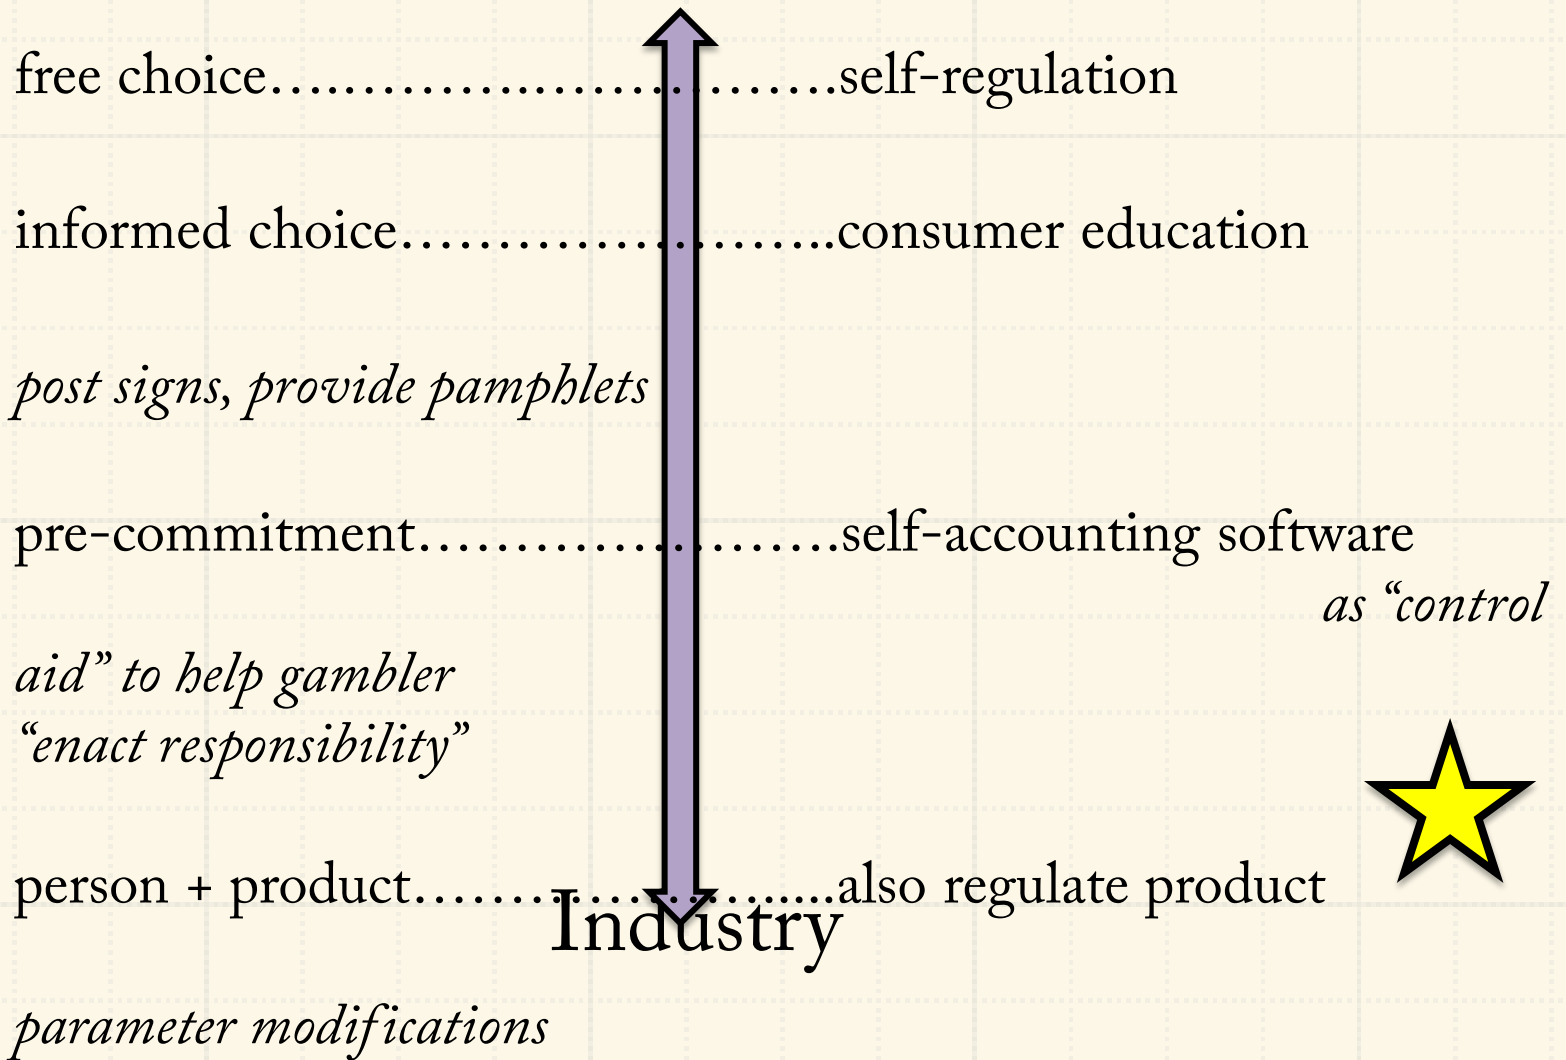 free choice…………………………….self-regulation
informed choice……………………..consumer education
post signs, provide pamphlets
pre-commitment…………………….self-accounting software
as “control
aid” to help gambler
“enact responsibility”
person + product…………………....also regulate product
Industry
parameter modifications